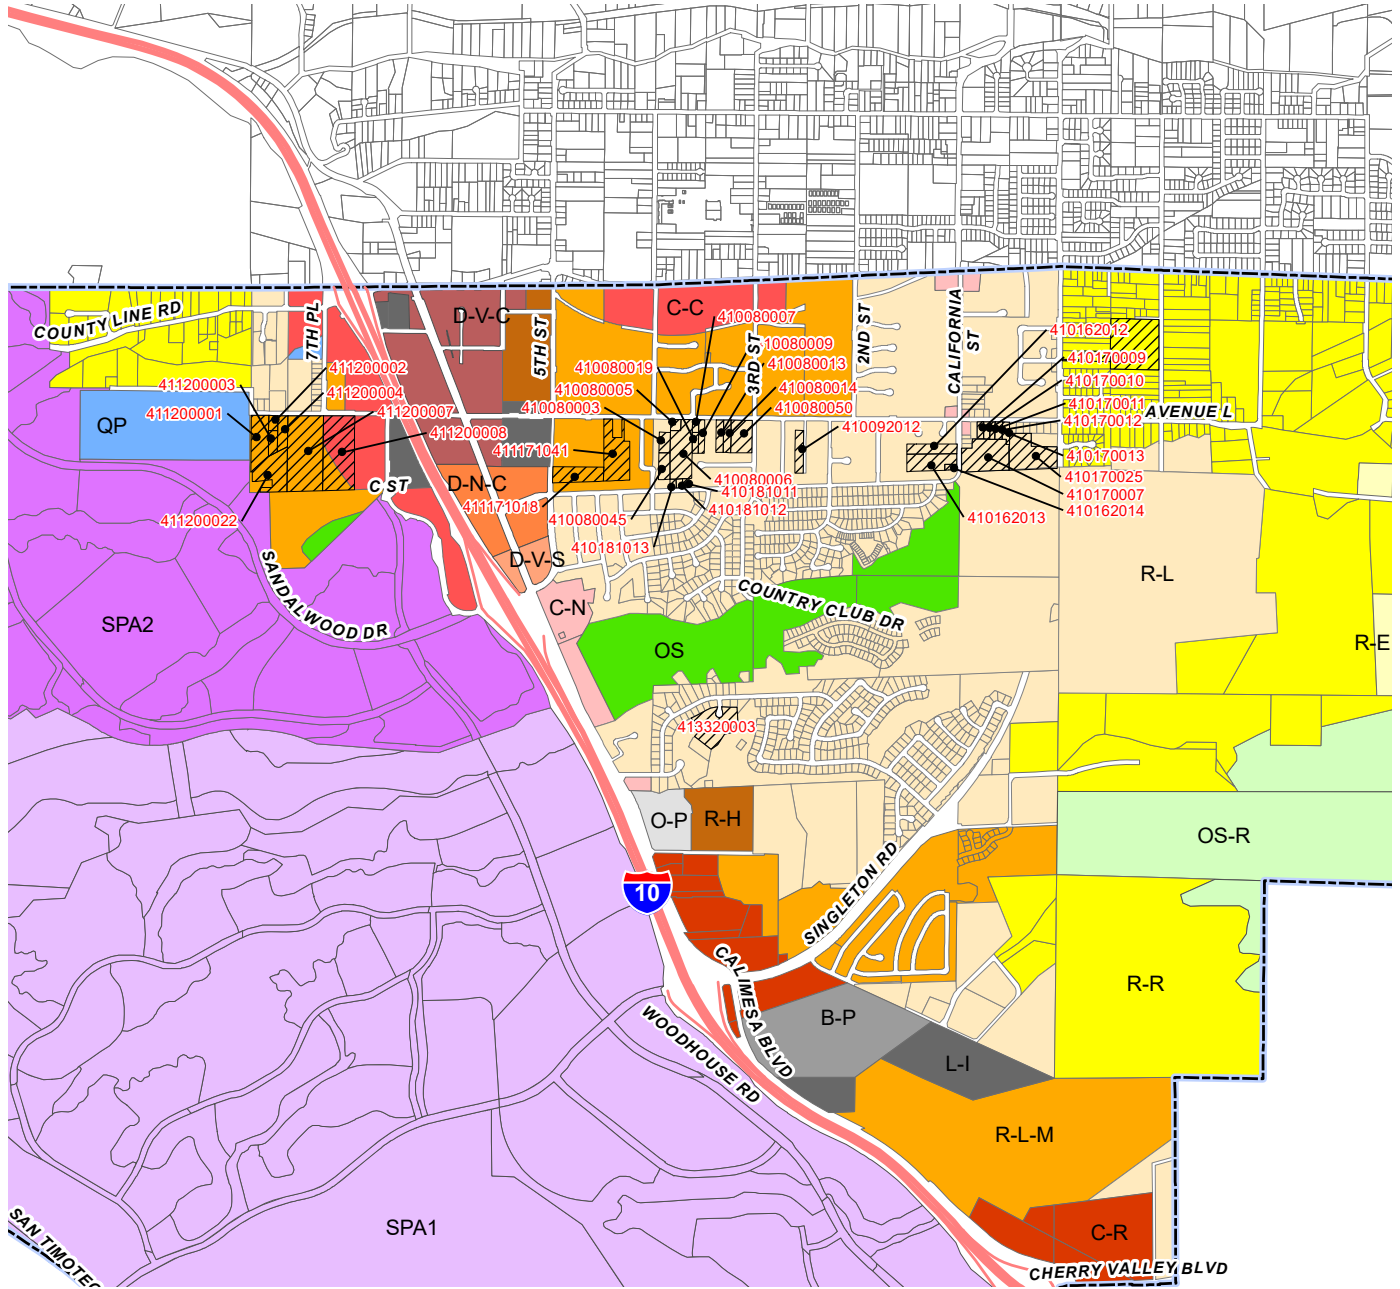 COUNTY LINE RD
7TH PL
D-V-C
5TH ST
C-C
410080007
410080009
3RD ST
410080013
2ND ST
CALIFORNIA
ST
410162012
410080019
410080005
410080003
410080014
410080050
410092012
410170009
410170010
410170011
410170012
AVENUE L
411200003
411200002
411200004
411200001
411200007
411200008
QP
411171041
410080006
410181011
410181012
410170013
410170025
410170007
410162014
410162013
C ST
D-N-C
411171018
410080045
411200022
410181013
D-V-S
R-L
SANDALWOOD DR
COUNTRY CLUB DR
C-N
SPA2
OS
R-E
413320003
O-P
R-H
OS-R
10
SINGLETON RD
CALIMESA BLVD
R-R
B-P
WOODHOUSE RD
L-I
R-L-M
SPA1
C-R
SAN TIMOTEO
CHERRY VALLEY BLVD